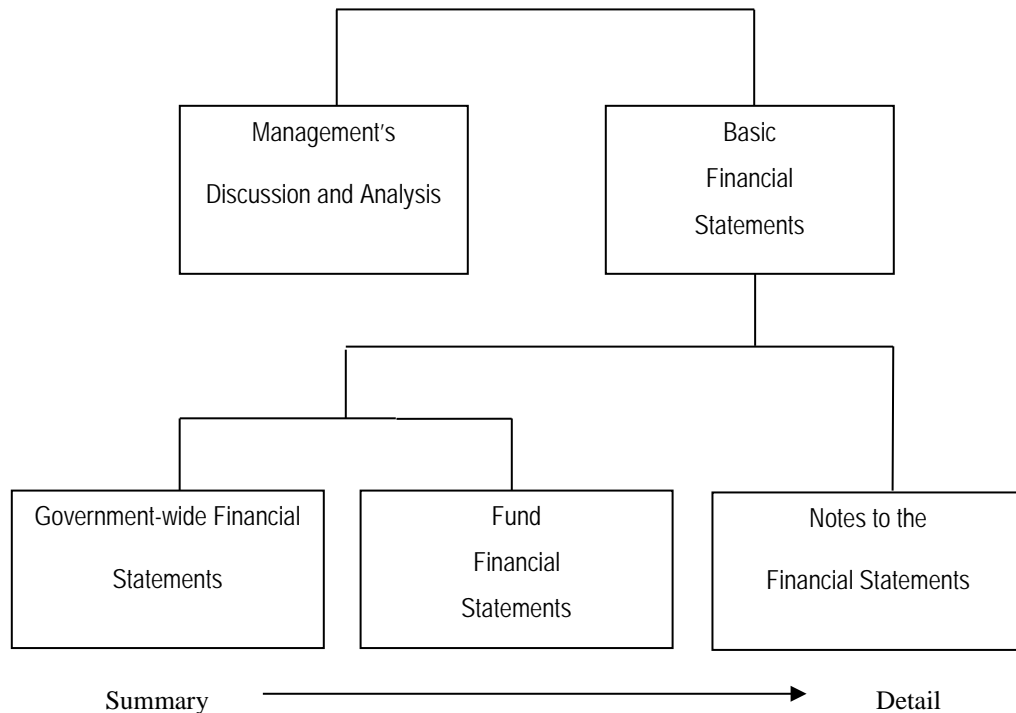 Management's
Discussion and Analysis
Basic
Financial
Statements
Government-wide Financial
Statements
Fund
Financial
Statements
Notes to the
Financial Statements
Summary
Detail